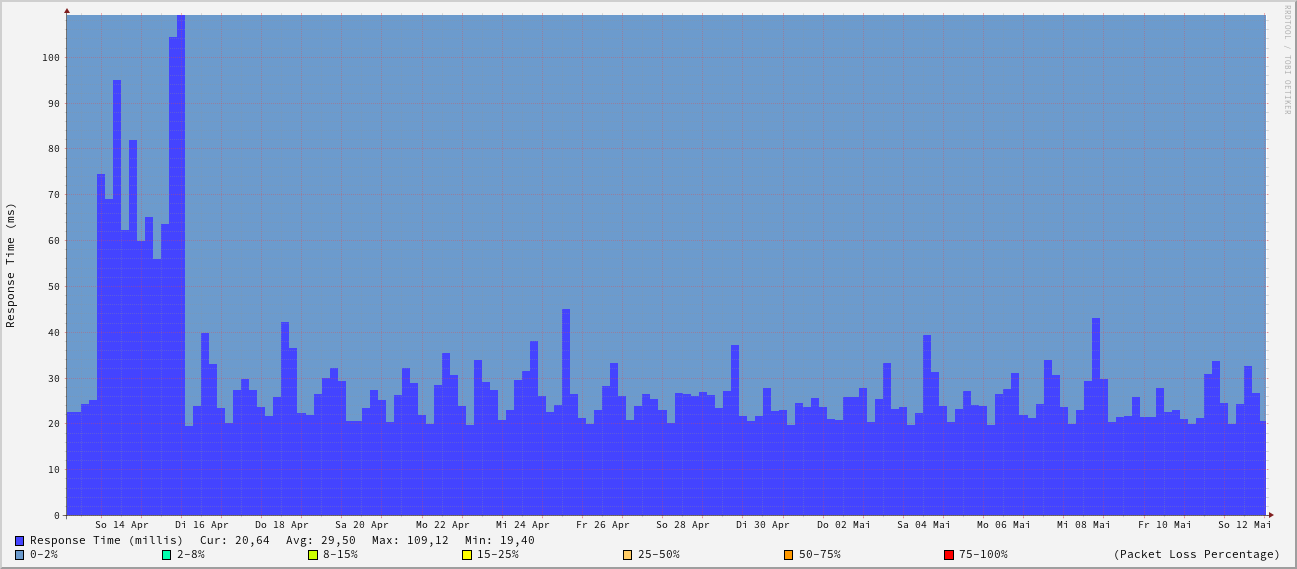 RRDTOOL / TOBI OETIKER
Response Time (ms)
100
90
80
70
60
50
40
30
20
10
0
So 14 Apr Di 16 Apr Do 18 Apr Sa 20 Apr Mo 22 Apr Mi 24 Apr Fr 26 Apr So 28 Apr Di 30 Apr Do 02 Mai Sa 04 Mai Mo 06 Mai Mi 08 Mai Fr 10 Mai So 12 Mai
Response Time (millis) Cur: 20,64 Avg: 29,50 Max: 109,12 Min: 19,40
0-2% 2-8% 8-15% 15-25% 25-50% 50-75% 75-100% (Packet Loss Percentage)